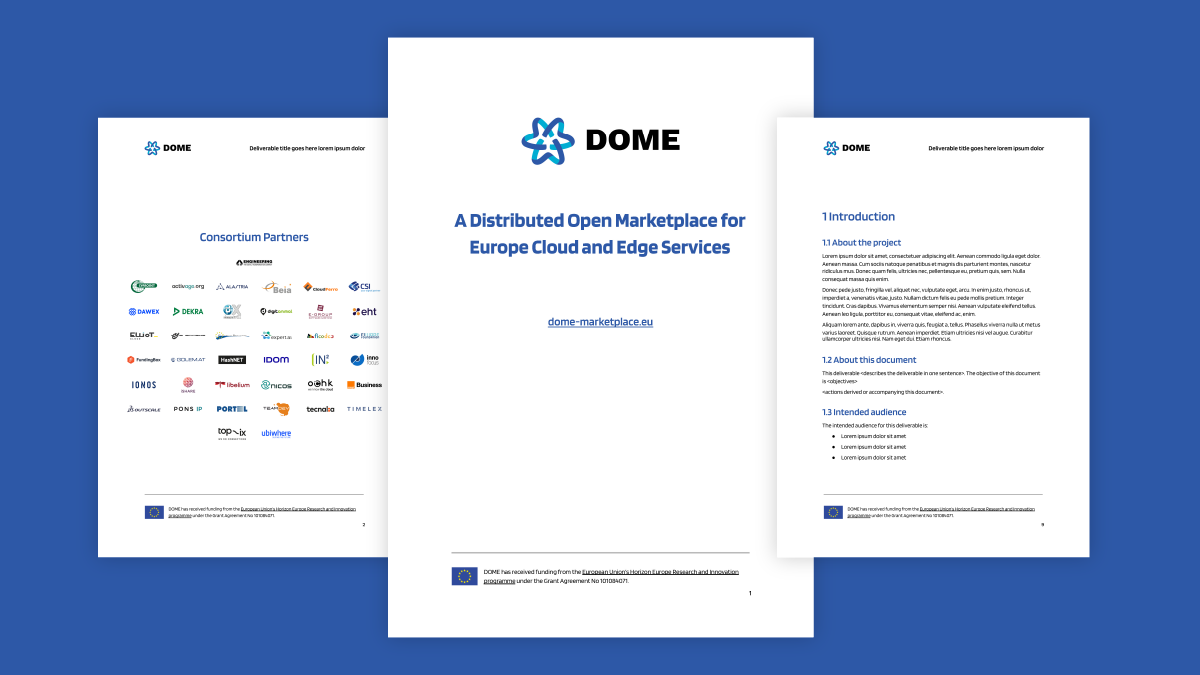 DOME
Deliverable title goes here lorem ipsum dolor
Consortium Partners
ENGINEERING
activage.org
ALASTRIA
Beia
CloudFerro
CSI
DAWEX
DEKRA
digitanimal
E-GROUP
eht
expert.ai
ficodes
FundingBox
GOLEM.AT
HashNET
IDOM
IN2
inno
focus
IONOS
ISHARE
libelium
NICOS
Business
OUTSCALE
PONS IP
PORTEL
TEAMDEV
tecnalia
TIMELEX
top-ix
ubiwhere
DOME has received funding from the European Union's Horizon Europe Research and Innovation
programme under the Grant Agreement No 101084071.
2
DOME
A Distributed Open Marketplace for
Europe Cloud and Edge Services
dome-marketplace.eu
DOME has received funding from the European Union's Horizon Europe Research and Innovation
programme under the Grant Agreement No 101084071.
1
DOME
Deliverable title goes here lorem ipsum dolor
1 Introduction
1.1 About the project
Lorem ipsum dolor sit amet, consectetuer adipiscing elit. Aenean commodo ligula eget dolor.
Aenean massa. Cum sociis natoque penatibus et magnis dis parturient montes, nascetur
ridiculus mus. Donec quam felis, ultricies nec, pellentesque eu, pretium quis, sem. Nulla
consequat massa quis enim.
Donec pede justo, fringilla vel, aliquet nec, vulputate eget, arcu. In enim justo, rhoncus ut,
imperdiet a, venenatis vitae, justo. Nullam dictum felis eu pede mollis pretium. Integer
tincidunt. Cras dapibus. Vivamus elementum semper nisi. Aenean vulputate eleifend tellus.
Aenean leo ligula, porttitor eu, consequat vitae, eleifend ac, enim.
Aliquam lorem ante, dapibus in, viverra quis, feugiat a, tellus. Phasellus viverra nulla ut metus
varius laoreet. Quisque rutrum. Aenean imperdiet. Etiam ultricies nisi vel augue. Curabitur
ullamcorper ultricies nisi. Nam eget dui. Etiam rhoncus.
1.2 About this document
This deliverable <describes the deliverable in one sentence>. The objective of this document
is <objectives>
<actions derived or accompanying this document>.
1.3 Intended audience
The intended audience for this deliverable is:
● Lorem ipsum dolor sit amet
● Lorem ipsum dolor sit amet
● Lorem ipsum dolor sit amet
DOME has received funding from the European Union's Horizon Europe Research and Innovation
programme under the Grant Agreement No 101084071.
9